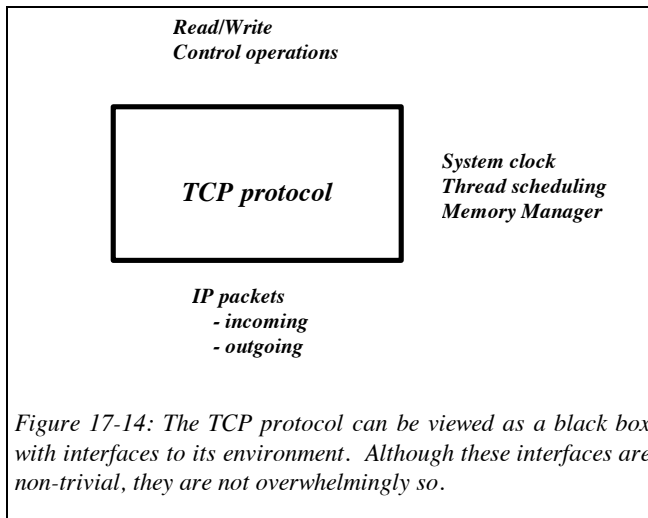 Read/Write
Control operations
TCP protocol
System clock
Thread scheduling
Memory Manager
IP packets
- incoming
- outgoing
Figure 17-14: The TCP protocol can be viewed as a black box
with interfaces to its environment. Although these interfaces are
non-trivial, they are not overwhelmingly so.